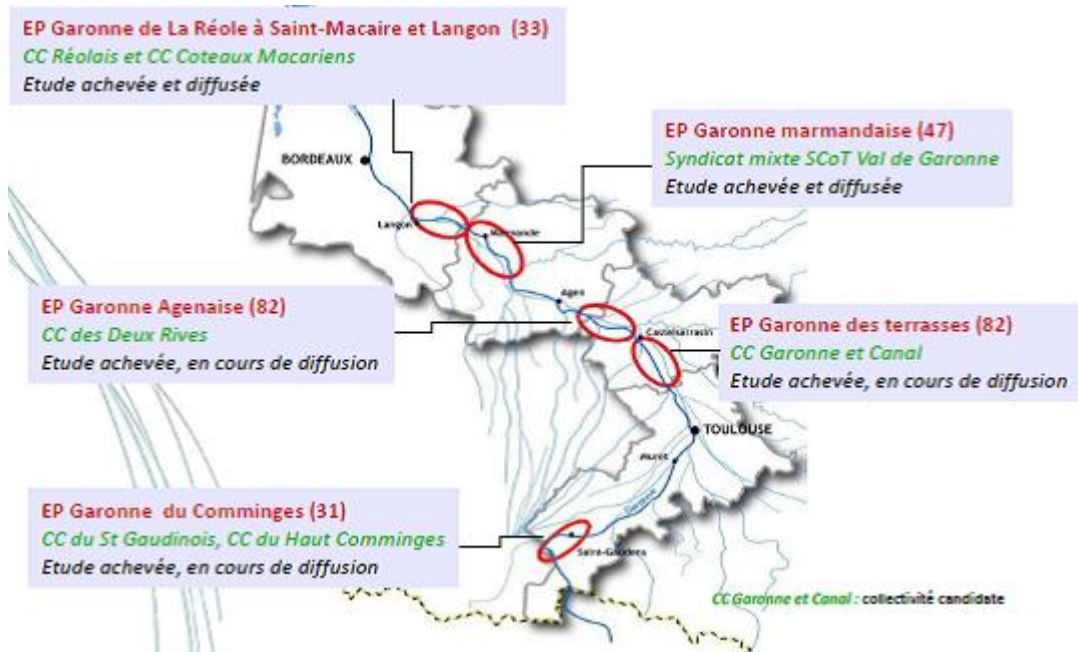 EP Garonne de La Réole à Saint-Macaire et Langon (33)
CC Réolais et CC Coteaux Macariens
Etude achevée et diffusée
EP Garonne marmandaise (47)
Syndicat mixte SCoT Val de Garonne
Etude achevée et diffusée
BORDEAUX
Langon
Marmande
EP Garonne Agenaise (82)
CC des Deux Rives
Etude achevée, en cours de diffusion
Agen
Castelsarrasin
EP Garonne des terrasses (82)
CC Garonne et Canal
Etude achevée, en cours de diffusion
TOULOUSE
Muret
Garonne
EP Garonne du Comminges (31)
CC du St Gaudinois, CC du Haut Comminges
Etude achevée, en cours de diffusion
Saint-Gaudens
CC Garonne et Canal : collectivité candidate